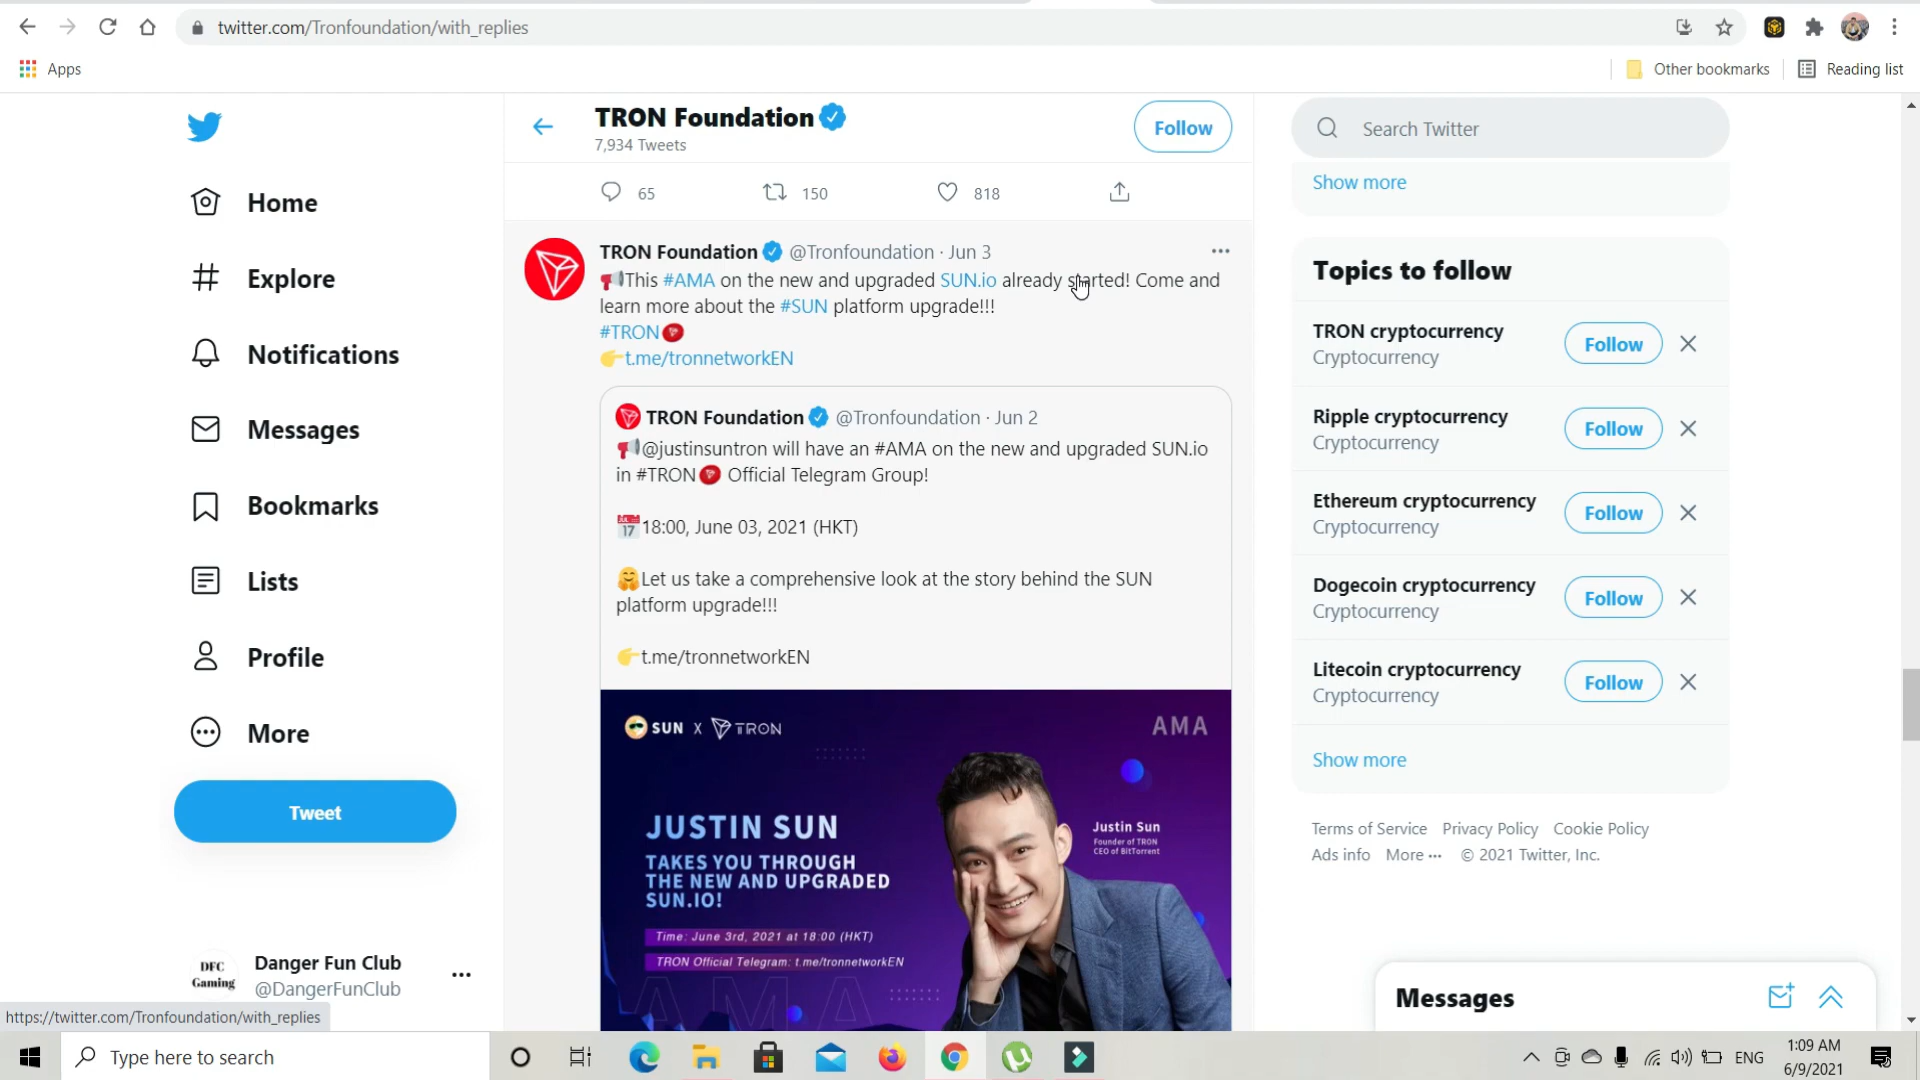 twitter.com/Tronfoundation/with_replies
Apps
Other bookmarks
Reading list
TRON Foundation
7,934 Tweets
Follow
Search Twitter
Show more
Home
Explore
Notifications
Messages
Bookmarks
Lists
Profile
More
Tweet
DFC
Gaming
Danger Fun Club
@DangerFunClub
65 150 818
TRON Foundation @Tronfoundation · Jun 3
📢This #AMA on the new and upgraded SUN.io already started! Come and
learn more about the #SUN platform upgrade!!!
#TRON
👉t.me/tronnetworkEN
TRON Foundation @Tronfoundation · Jun 2
📢@justinsuntron will have an #AMA on the new and upgraded SUN.io
in #TRON Official Telegram Group!
📅18:00, June 03, 2021 (HKT)
🤗Let us take a comprehensive look at the story behind the SUN
platform upgrade!!!
👉t.me/tronnetworkEN
SUN X TRON
AMA
JUSTIN SUN
TAKES YOU THROUGH
THE NEW AND UPGRADED
SUN.IO!
Time: June 3rd, 2021 at 18:00 (HKT)
TRON Official Telegram: t.me/tronnetworkEN
Justin Sun
Founder of TRON
CEO of BitTorrent
AMA
Topics to follow
TRON cryptocurrency
Cryptocurrency
Follow
Ripple cryptocurrency
Cryptocurrency
Follow
Ethereum cryptocurrency
Cryptocurrency
Follow
Dogecoin cryptocurrency
Cryptocurrency
Follow
Litecoin cryptocurrency
Cryptocurrency
Follow
Show more
Terms of Service Privacy Policy Cookie Policy
Ads info More ··· © 2021 Twitter, Inc.
Messages
https://twitter.com/Tronfoundation/with_replies
Type here to search
ENG
1:09 AM
6/9/2021